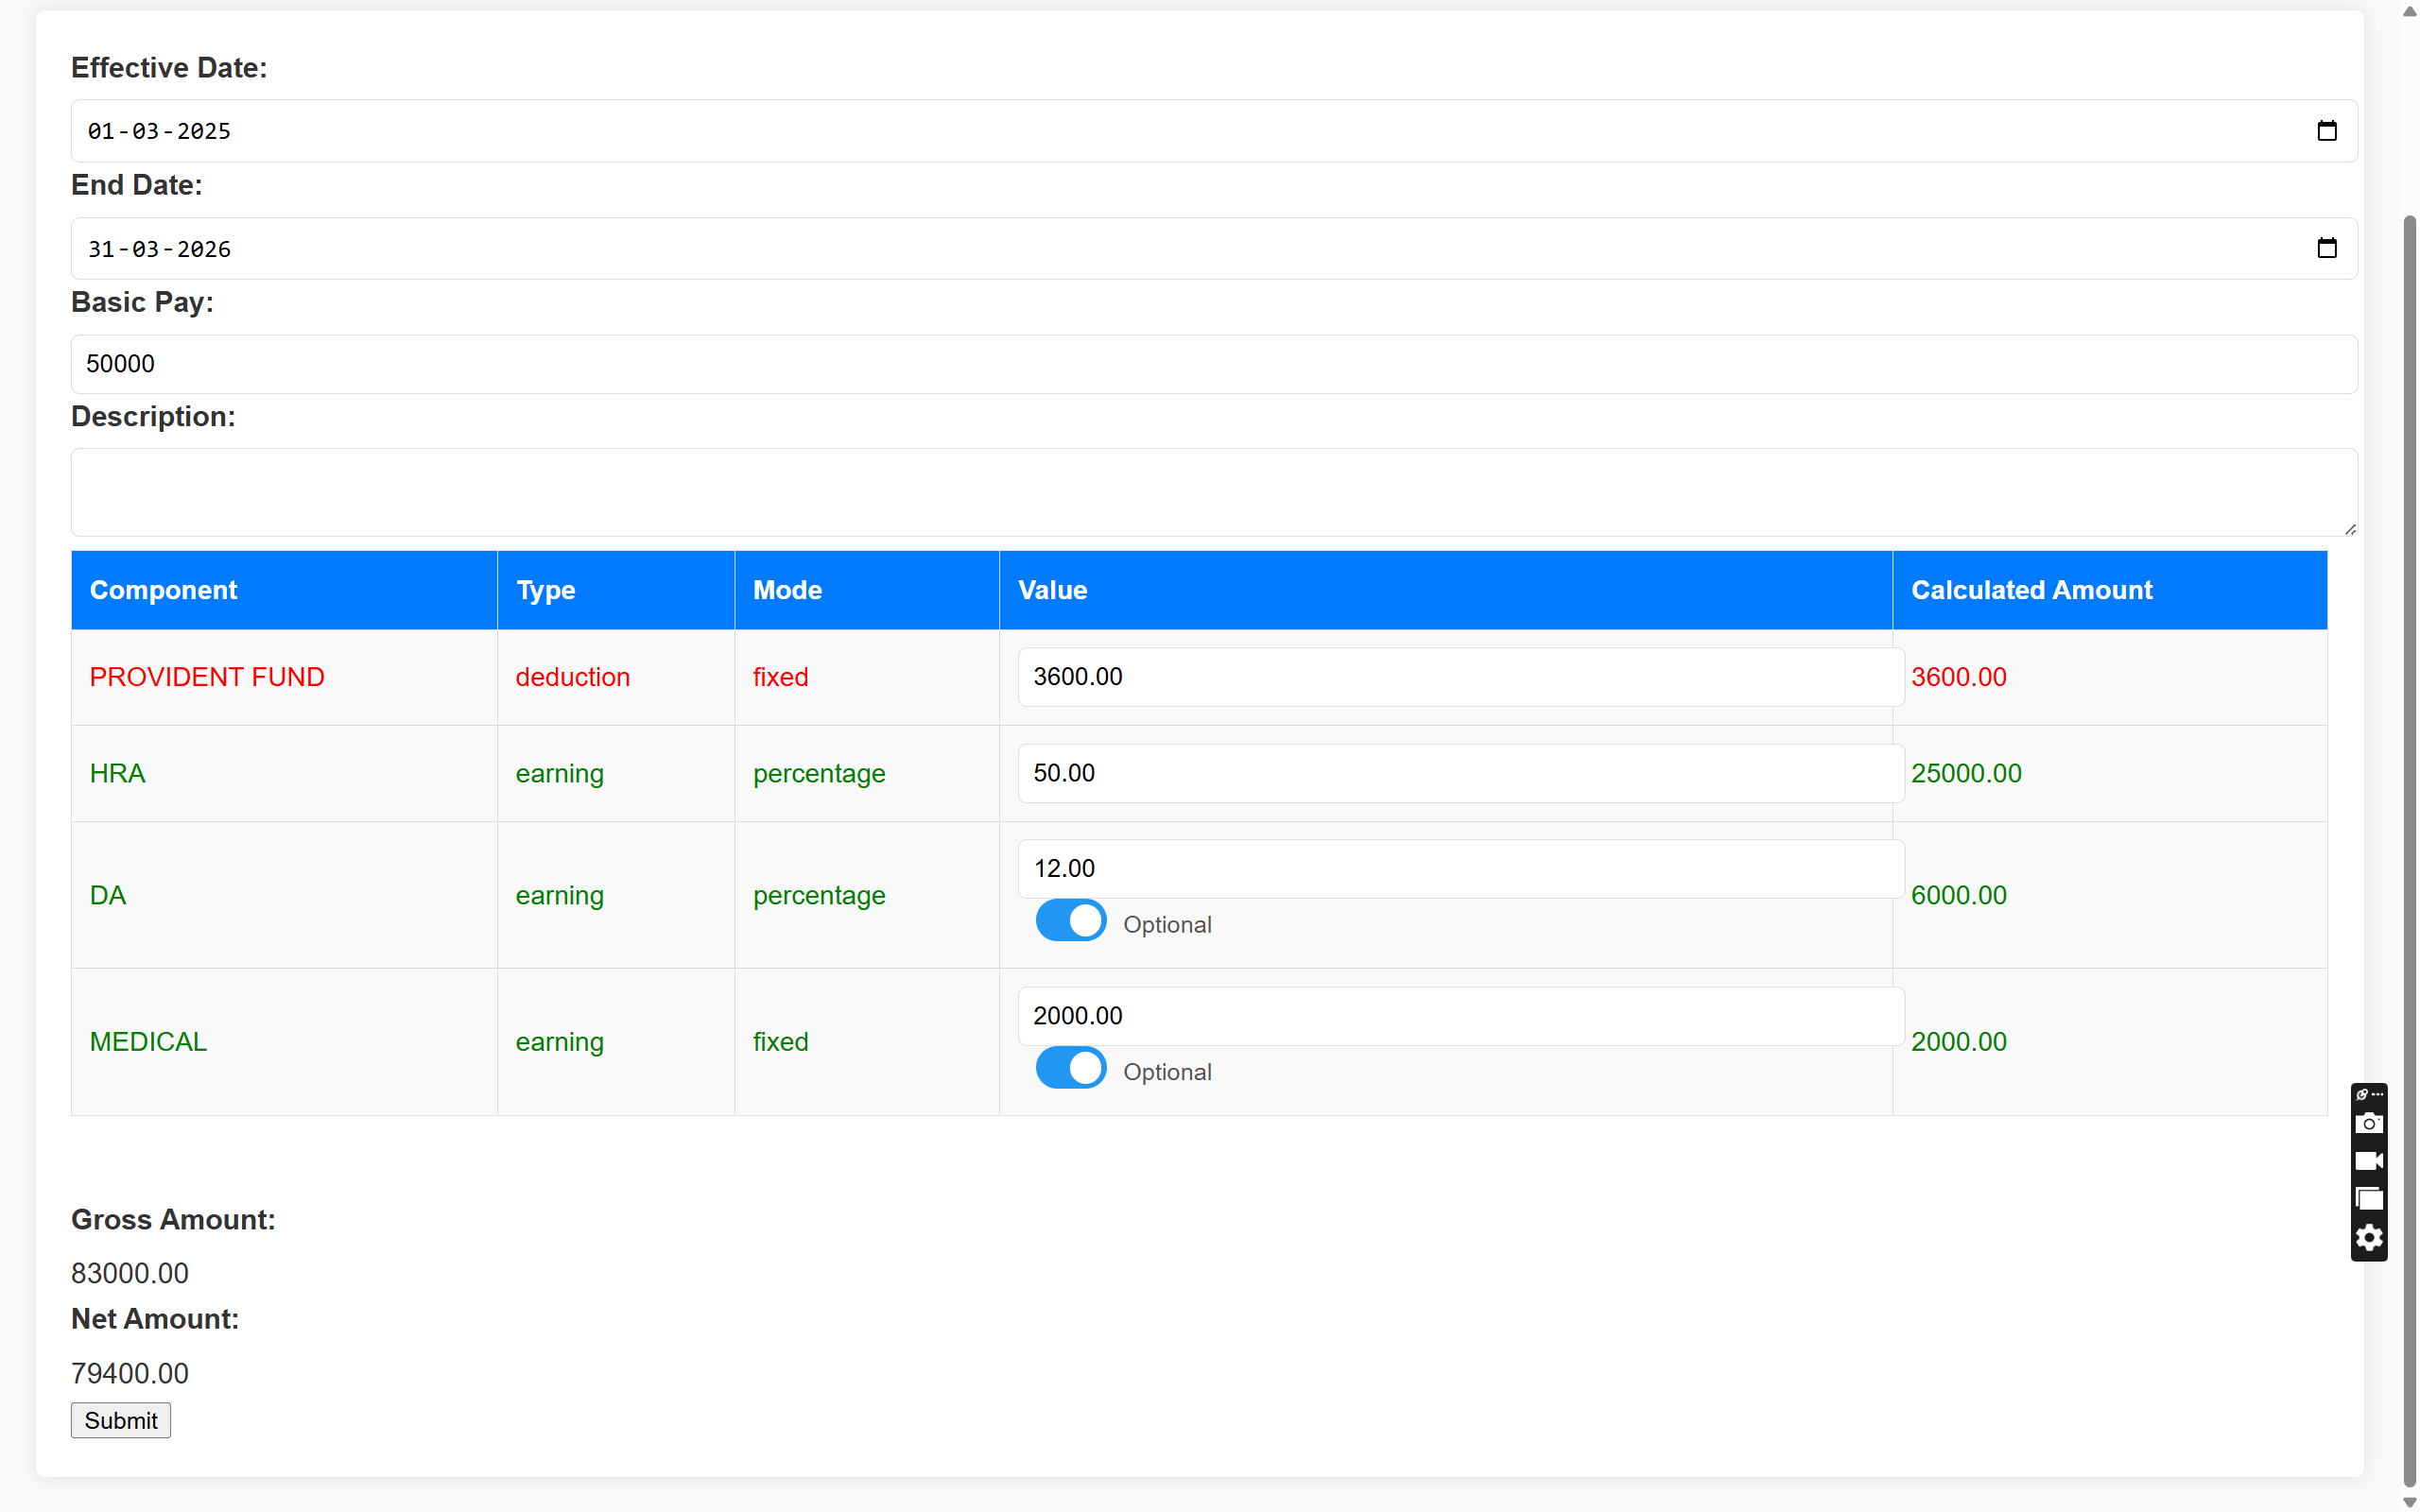 Effective Date:
01-03-2025
End Date:
31-03-2026
Basic Pay:
50000
Description:
Component Type Mode Value Calculated Amount
PROVIDENT FUND deduction fixed 3600.00 3600.00
HRA earning percentage 50.00 25000.00
DA earning percentage 12.00 6000.00
Optional
MEDICAL earning fixed 2000.00 2000.00
Optional
Gross Amount:
83000.00
Net Amount:
79400.00
Submit